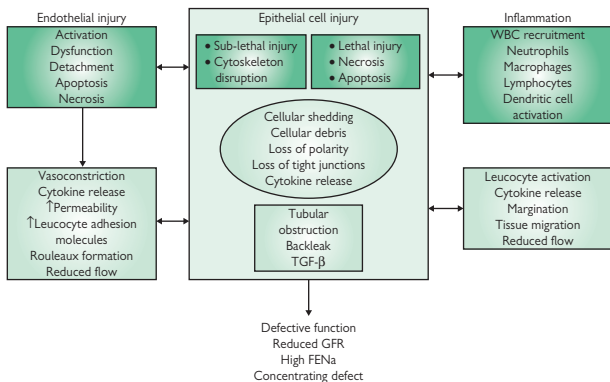 Endothelial injury
Activation
Dysfunction
Detachment
Apoptosis
Necrosis
Vasoconstriction
Cytokine release
↑Permeability
↑Leucocyte adhesion
molecules
Rouleaux formation
Reduced flow
Epithelial cell injury
• Sub-lethal injury
• Cytoskeleton
disruption
• Lethal injury
• Necrosis
• Apoptosis
Cellular shedding
Cellular debris
Loss of polarity
Loss of tight junctions
Cytokine release
Tubular
obstruction
Backleak
TGF-β
Defective function
Reduced GFR
High FENa
Concentrating defect
Inflammation
WBC recruitment
Neutrophils
Macrophages
Lymphocytes
Dendritic cell
activation
Leucocyte activation
Cytokine release
Margination
Tissue migration
Reduced flow